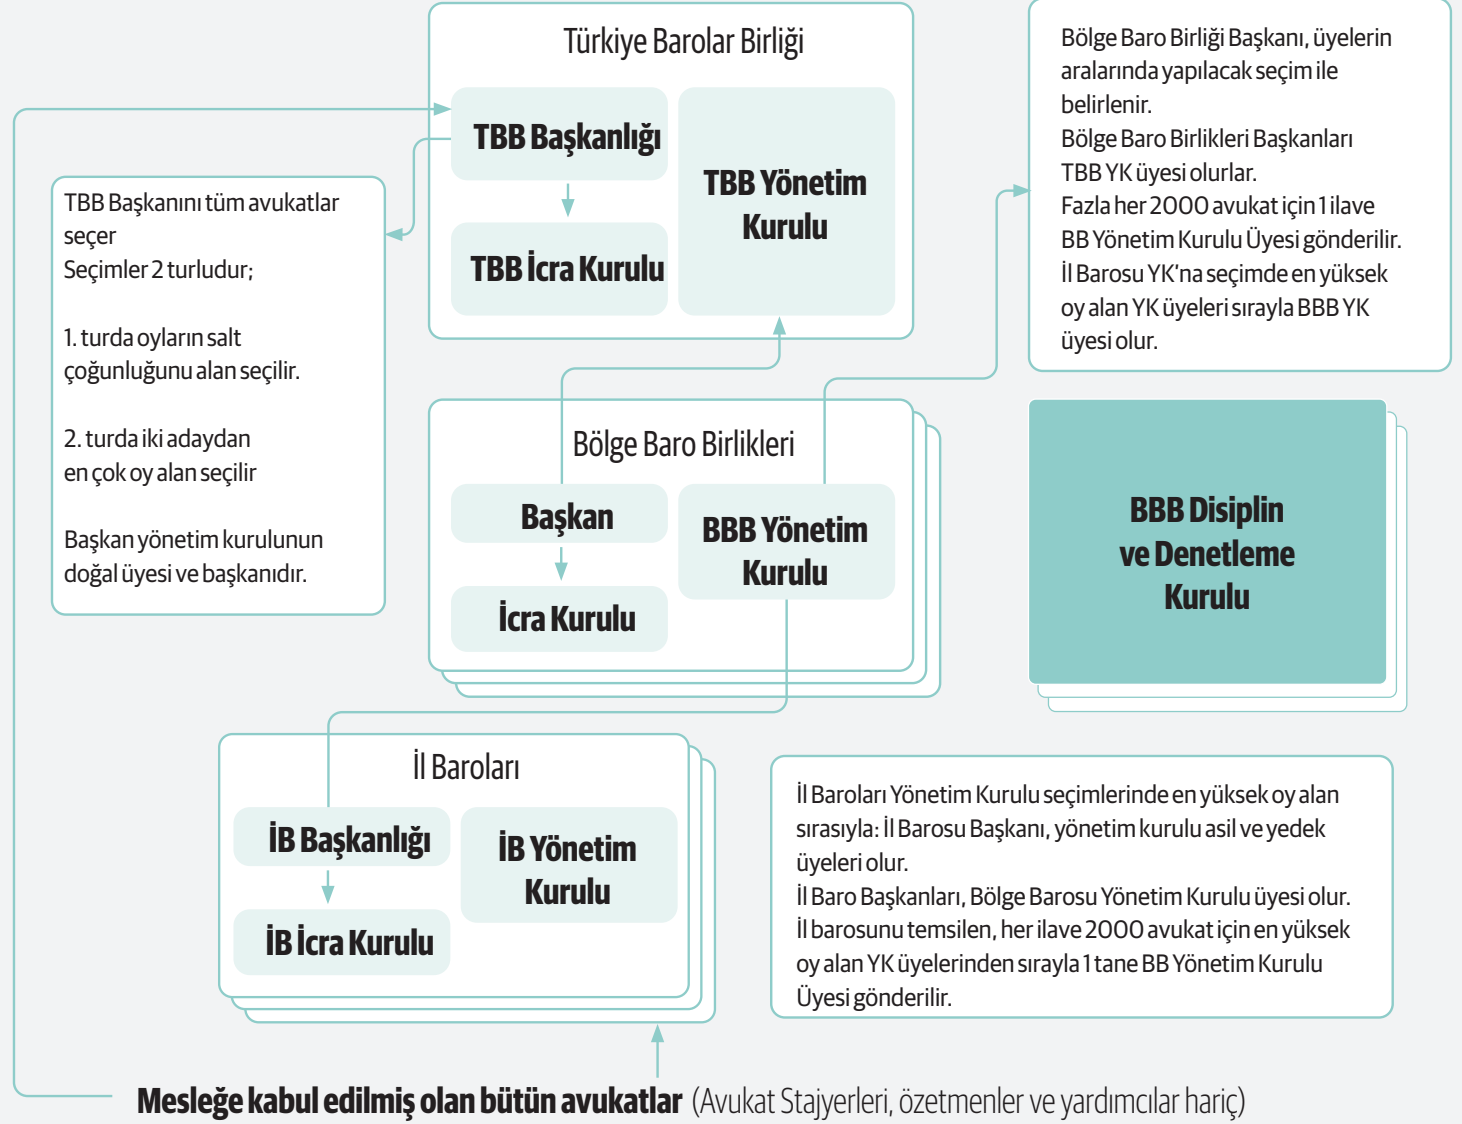 Türkiye Barolar Birliği
TBB Başkanlığı
TBB İcra Kurulu
TBB Yönetim
Kurulu
Bölge Baro Birliği Başkanı, üyelerin
aralarında yapılacak seçim ile
belirlenir.
Bölge Baro Birlikleri Başkanları
TBB YK üyesi olurlar.
Fazla her 2000 avukat için 1 ilave
BB Yönetim Kurulu Üyesi gönderilir.
İl Barosu YK'na seçimde en yüksek
oy alan YK üyeleri sırayla BBB YK
üyesi olur.
TBB Başkanını tüm avukatlar
seçer
Seçimler 2 turludur;
1. turda oyların salt
çoğunluğunu alan seçilir.
2. turda iki adaydan
en çok oy alan seçilir
Başkan yönetim kurulunun
doğal üyesi ve başkanıdır.
Bölge Baro Birlikleri
Başkan
İcra Kurulu
BBB Yönetim
Kurulu
BBB Disiplin
ve Denetleme
Kurulu
İl Baroları
İB Başkanlığı
İB İcra Kurulu
İB Yönetim
Kurulu
İl Baroları Yönetim Kurulu seçimlerinde en yüksek oy alan
sırasıyla: İl Barosu Başkanı, yönetim kurulu asil ve yedek
üyeleri olur.
İl Baro Başkanları, Bölge Barosu Yönetim Kurulu üyesi olur.
İl barosunu temsilen, her ilave 2000 avukat için en yüksek
oy alan YK üyelerinden sırayla 1 tane BB Yönetim Kurulu
Üyesi gönderilir.
Mesleğe kabul edilmiş olan bütün avukatlar (Avukat Stajyerleri, özetmenler ve yardımcılar hariç)